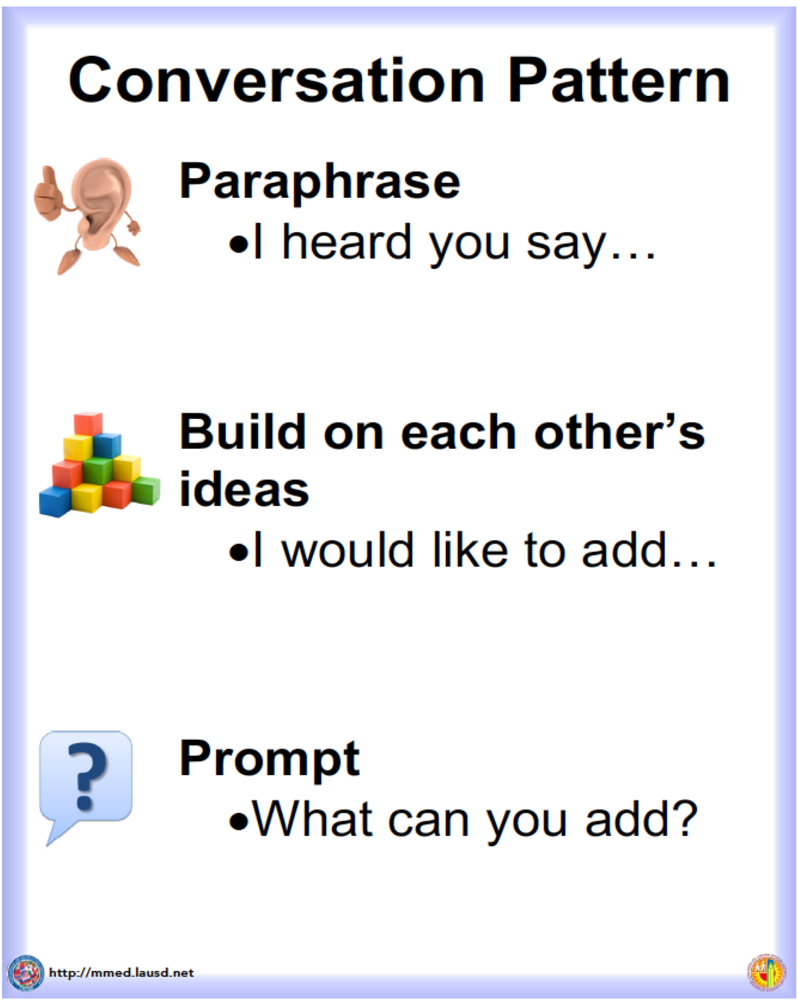 Conversation Pattern
Paraphrase
•I heard you say…
Build on each other’s
ideas
•I would like to add…
?
Prompt
•What can you add?
http://mmed.lausd.net